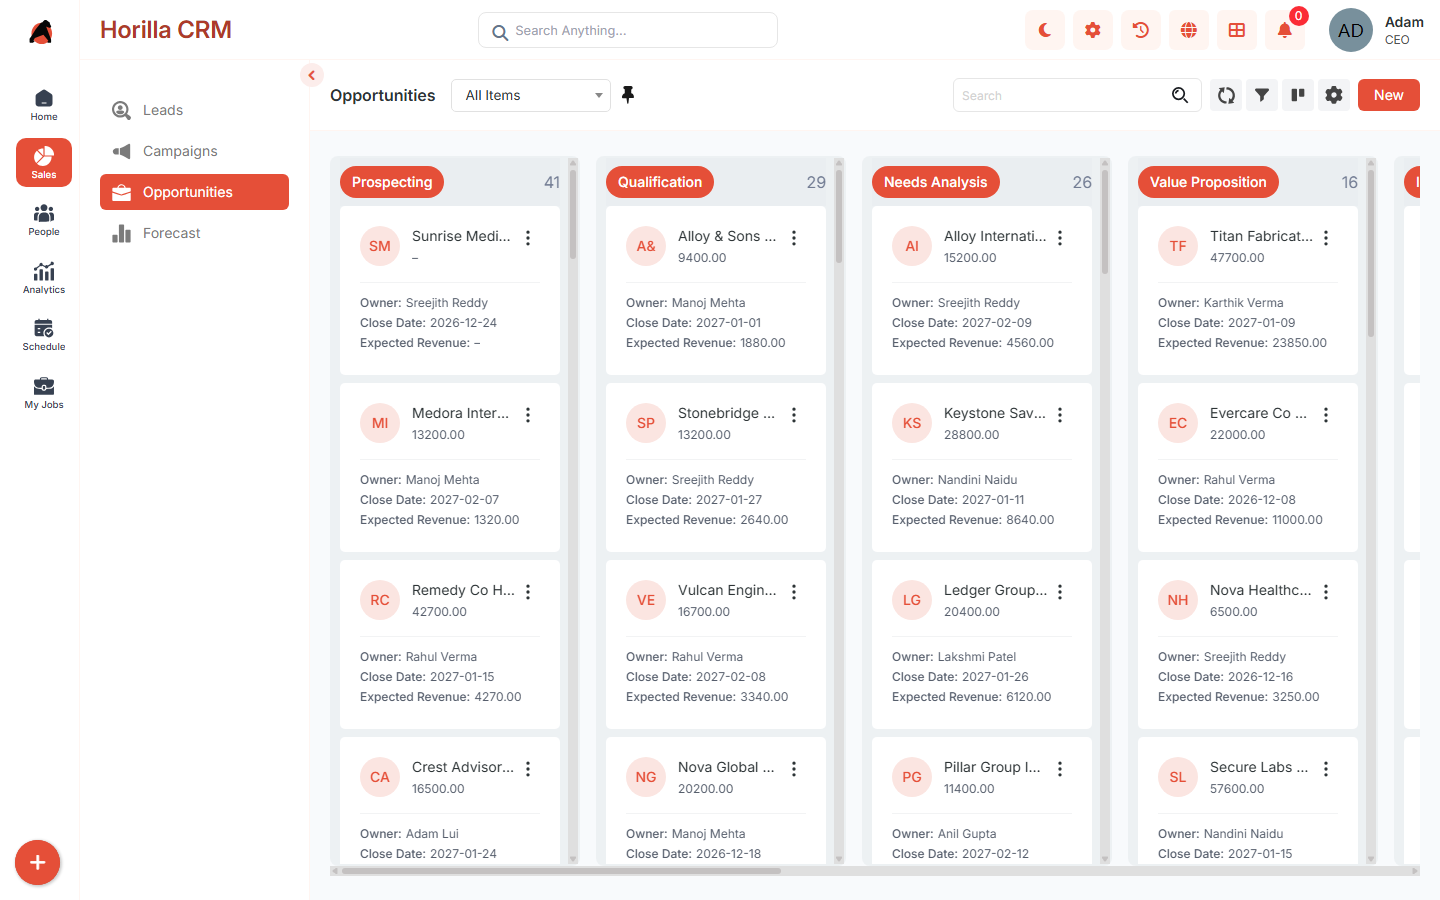 Horilla CRM
Search Anything...
0
AD
Adam
CEO
Home
Sales
People
Analytics
Schedule
My Jobs
Leads
Campaigns
Opportunities
Forecast
Opportunities
All Items
Search
New
Prospecting
41
SM
Sunrise Medi...
–
Owner: Sreejith Reddy
Close Date: 2026-12-24
Expected Revenue: –
MI
Medora Inter...
13200.00
Owner: Manoj Mehta
Close Date: 2027-02-07
Expected Revenue: 1320.00
RC
Remedy Co H...
42700.00
Owner: Rahul Verma
Close Date: 2027-01-15
Expected Revenue: 4270.00
CA
Crest Advisor...
16500.00
Owner: Adam Lui
Close Date: 2027-01-24
Qualification
29
A&
Alloy & Sons ...
9400.00
Owner: Manoj Mehta
Close Date: 2027-01-01
Expected Revenue: 1880.00
SP
Stonebridge ...
13200.00
Owner: Sreejith Reddy
Close Date: 2027-01-27
Expected Revenue: 2640.00
VE
Vulcan Engin...
16700.00
Owner: Rahul Verma
Close Date: 2027-02-08
Expected Revenue: 3340.00
NG
Nova Global ...
20200.00
Owner: Manoj Mehta
Close Date: 2026-12-18
Needs Analysis
26
AI
Alloy Internati...
15200.00
Owner: Sreejith Reddy
Close Date: 2027-02-09
Expected Revenue: 4560.00
KS
Keystone Sav...
28800.00
Owner: Nandini Naidu
Close Date: 2027-01-11
Expected Revenue: 8640.00
LG
Ledger Group...
20400.00
Owner: Lakshmi Patel
Close Date: 2027-01-26
Expected Revenue: 6120.00
PG
Pillar Group I...
11400.00
Owner: Anil Gupta
Close Date: 2027-02-12
Value Proposition
16
TF
Titan Fabricat...
47700.00
Owner: Karthik Verma
Close Date: 2027-01-09
Expected Revenue: 23850.00
EC
Evercare Co ...
22000.00
Owner: Rahul Verma
Close Date: 2026-12-08
Expected Revenue: 11000.00
NH
Nova Healthc...
6500.00
Owner: Sreejith Reddy
Close Date: 2026-12-16
Expected Revenue: 3250.00
SL
Secure Labs ...
57600.00
Owner: Nandini Naidu
Close Date: 2027-01-15